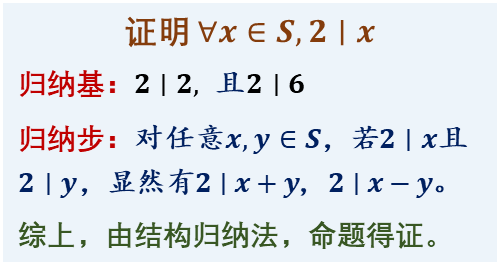 证明 ∀x ∈ S, 2 | x
归纳基：2 | 2, 且2 | 6
归纳步：对任意x, y ∈ S，若2 | x且
2 | y，显然有2 | x + y，2 | x − y。
综上，由结构归纳法，命题得证。